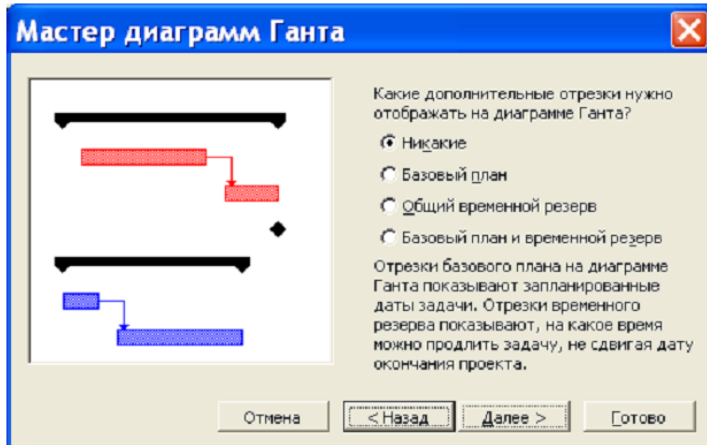 Мастер диаграмм Ганта
Какие дополнительные отрезки нужно
отображать на диаграмме Ганта?
Никакие
Базовый план
Общий временной резерв
Базовый план и временной резерв
Отрезки базового плана на диаграмме
Ганта показывают запланированные
даты задачи. Отрезки временного
резерва показывают, на какое время
можно продлить задачу, не сдвигая дату
окончания проекта.
Отмена
< Назад
Далее >
Готово